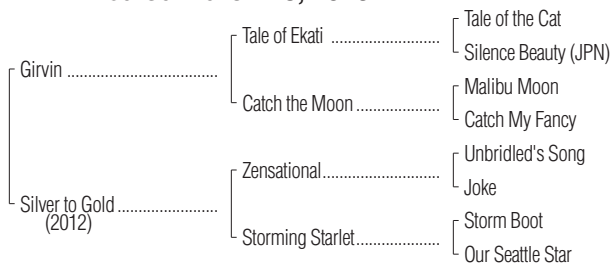 Tale of the Cat
Tale of Ekati ..............................
Silence Beauty (JPN)
Girvin ..........................................
Malibu Moon
Catch the Moon .......................
Catch My Fancy
Unbridled's Song
Zensational.................................
Joke
Silver to Gold ............................
(2012)
Storm Boot
Storming Starlet.......................
Our Seattle Star